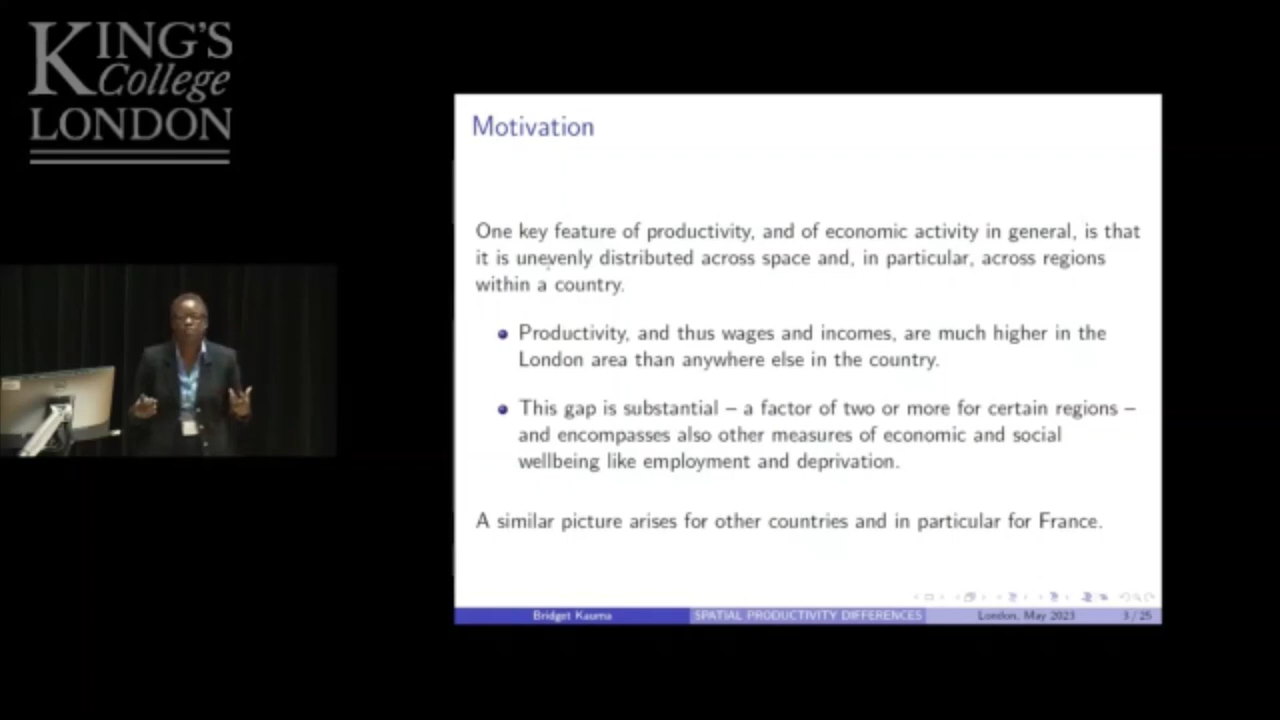 KING'S
College
LONDON
Motivation
One key feature of productivity, and of economic activity in general, is that
it is unevenly distributed across space and, in particular, across regions
within a country.
Productivity, and thus wages and incomes, are much higher in the
London area than anywhere else in the country.
This gap is substantial – a factor of two or more for certain regions –
and encompasses also other measures of economic and social
wellbeing like employment and deprivation.
A similar picture arises for other countries and in particular for France.
Bridget Kauma SPATIAL PRODUCTIVITY DIFFERENCES London, May 2023 3 / 25